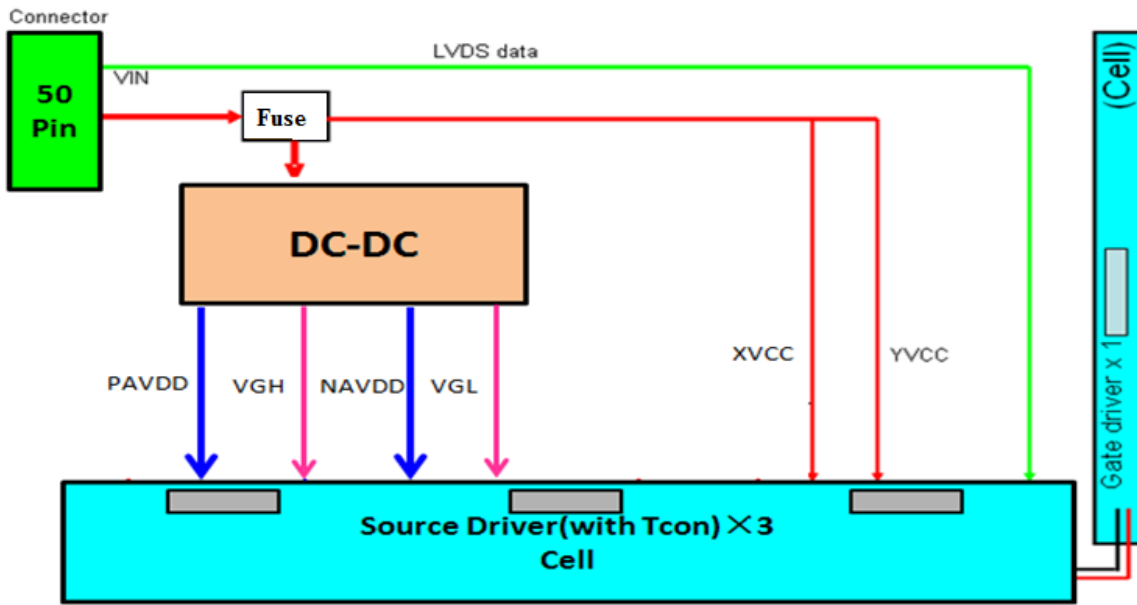 Connector
50
Pin
VIN
LVDS data
Fuse
DC-DC
PAVDD
VGH
NAVDD
VGL
XVCC
YVCC
Source Driver(with Tcon)×3
Cell
Gate driver x 1
(Cell)